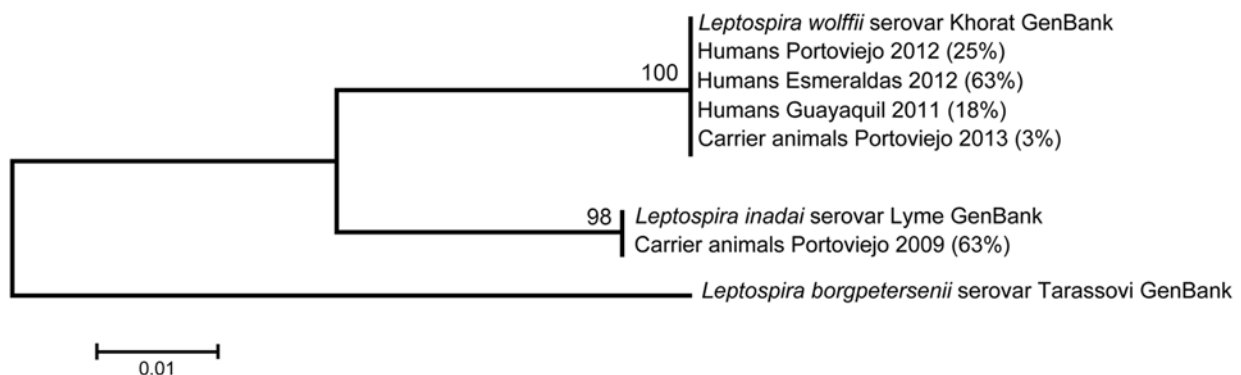 Leptospira wolffii serovar Khorat GenBank
Humans Portoviejo 2012 (25%)
100
Humans Esmeraldas 2012 (63%)
Humans Guayaquil 2011 (18%)
Carrier animals Portoviejo 2013 (3%)
98
Leptospira inadai serovar Lyme GenBank
Carrier animals Portoviejo 2009 (63%)
Leptospira borgpetersenii serovar Tarassovi GenBank
0.01